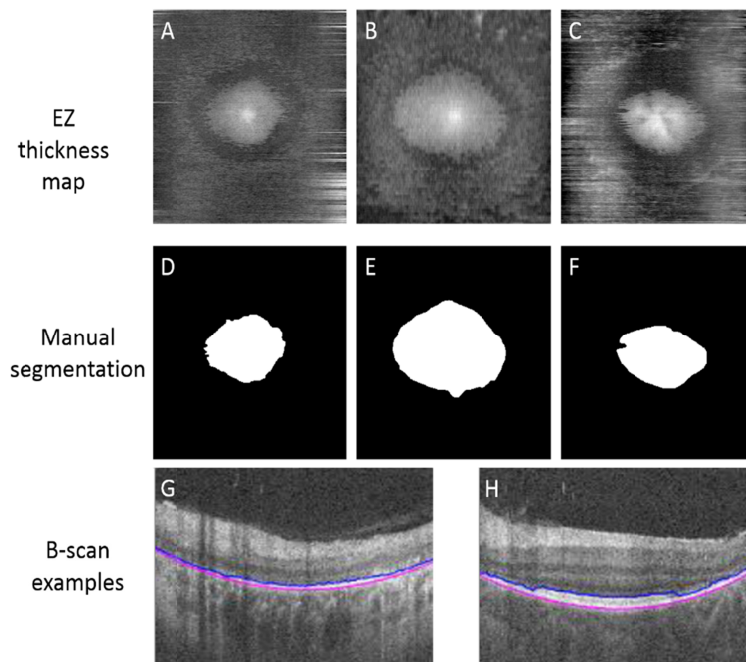 A B C
EZ
thickness
map
D E F
Manual
segmentation
G H
B-scan
examples